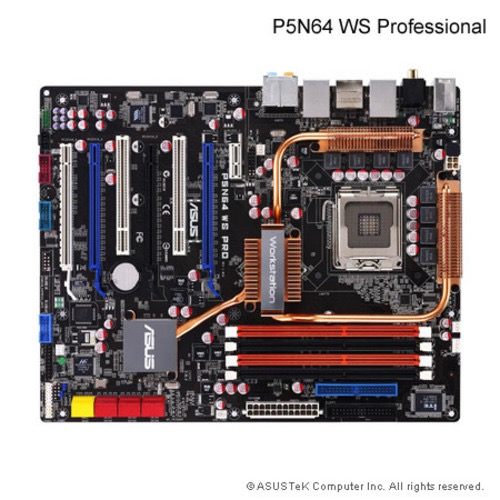 P5N64 WS Professional
P5N64 WS PRO
ASUS
Workstation
ASUS
©ASUSTeK Computer Inc. All rights reserved.